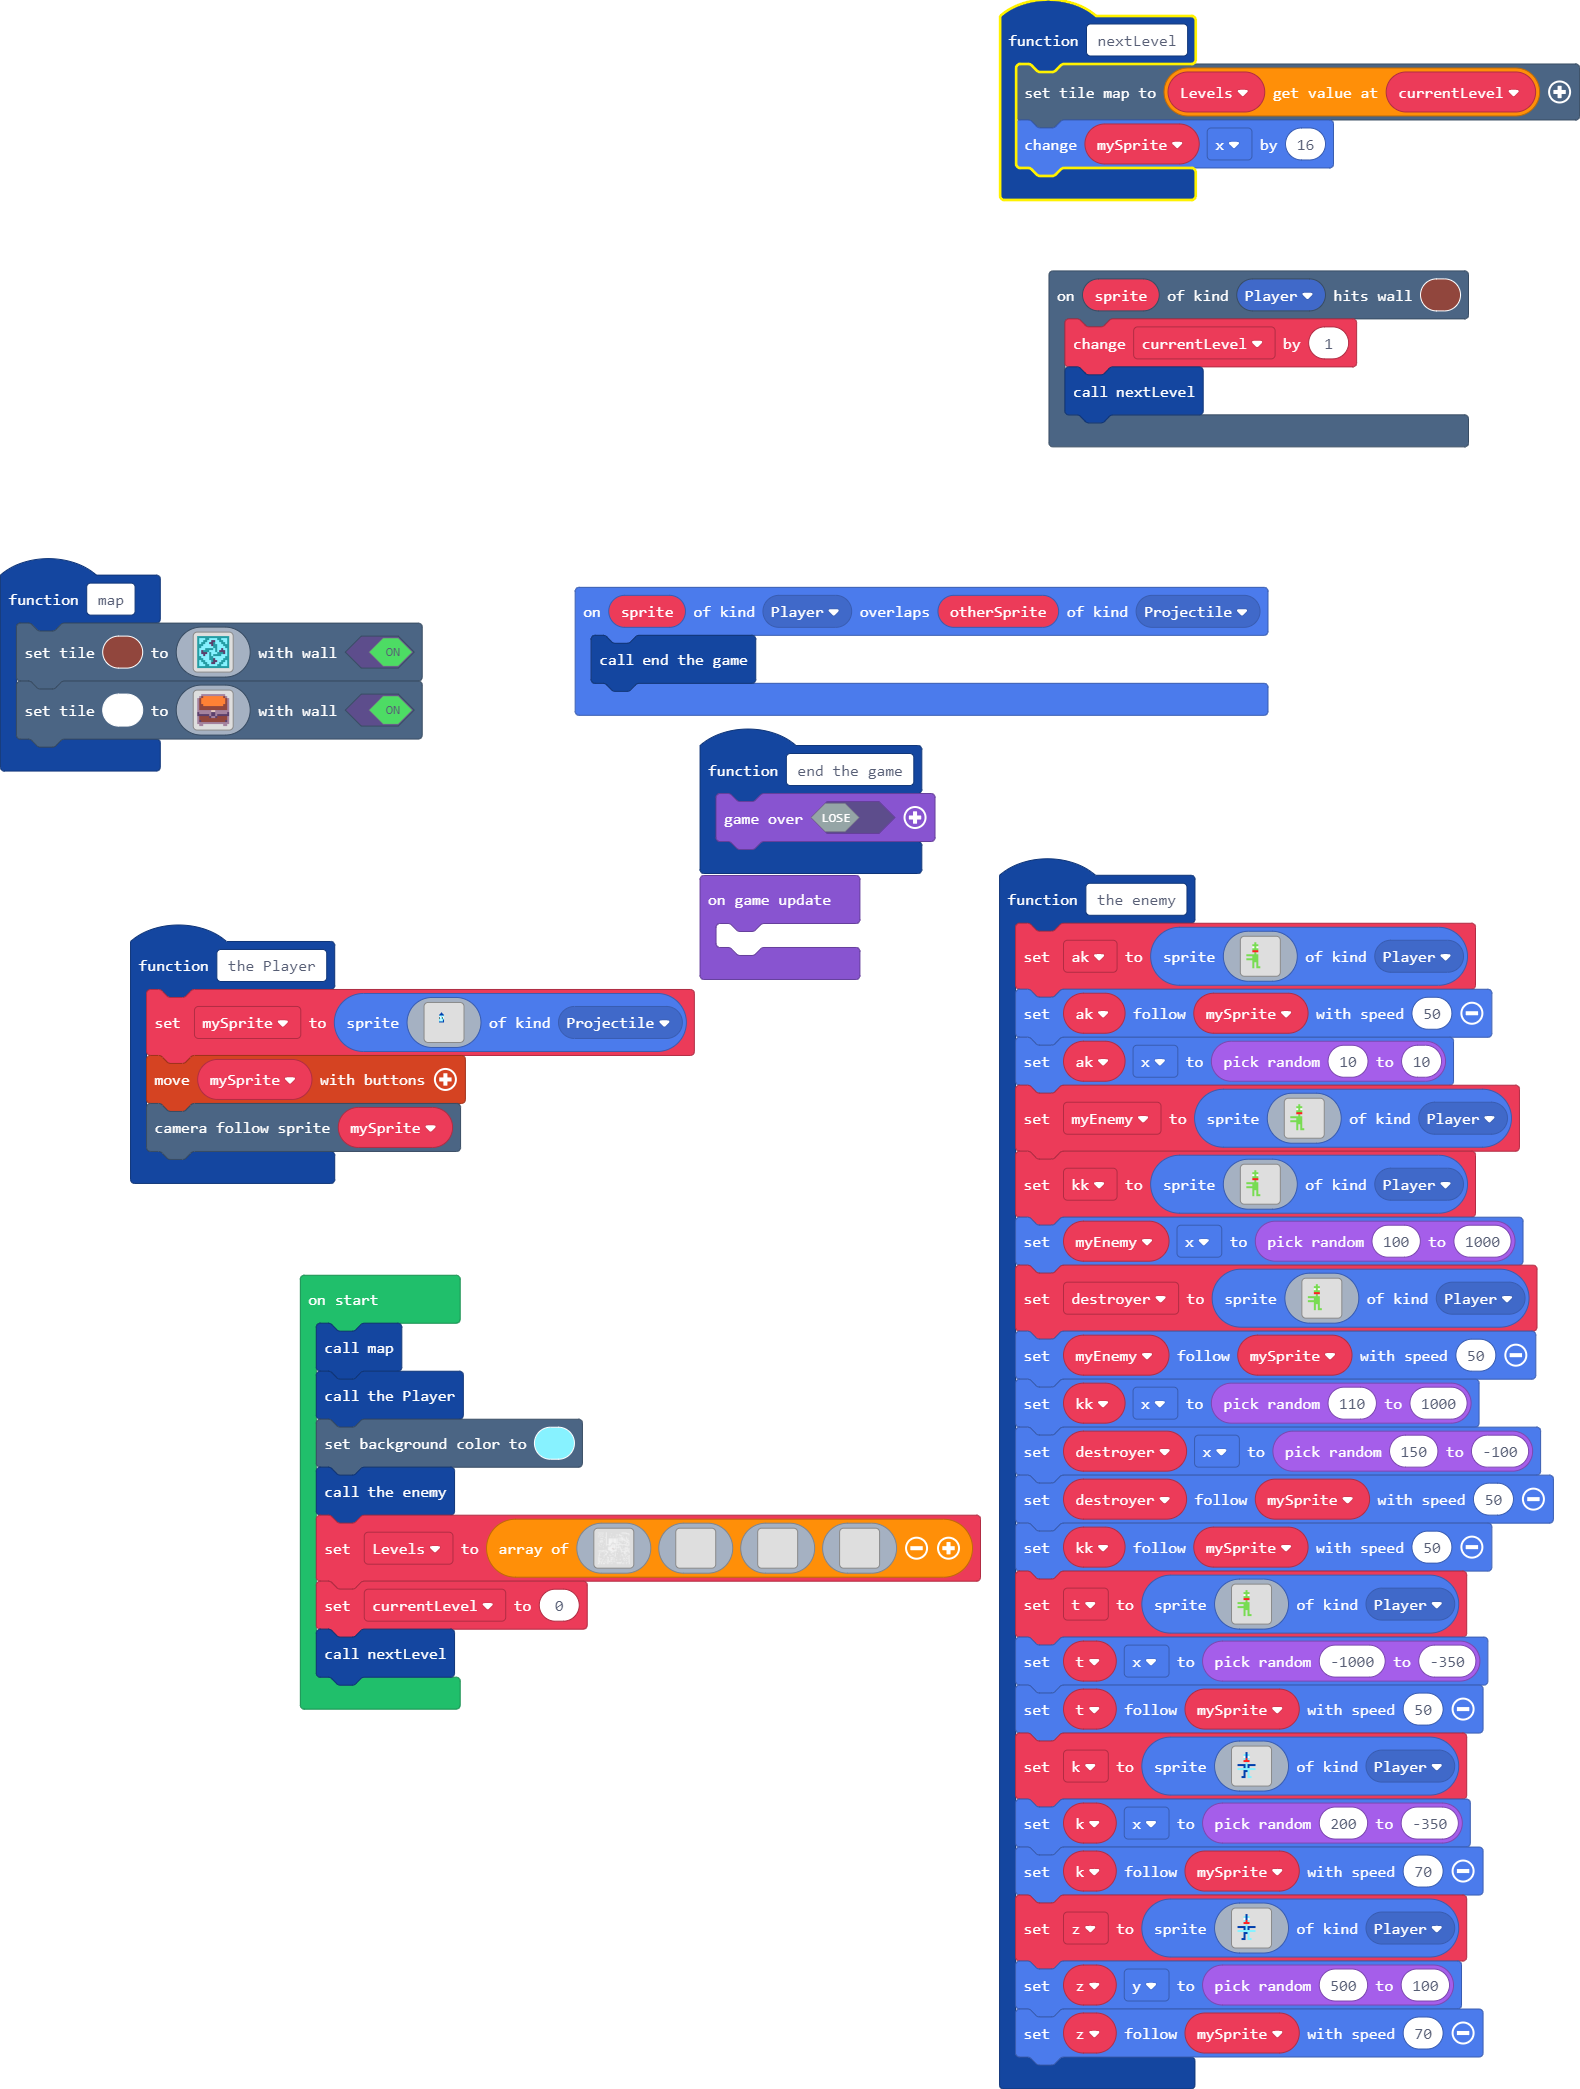 function nextLevel
set tile map to Levels get value at currentLevel
change mySprite x by 16
on sprite of kind Player hits wall
change currentLevel by 1
call nextLevel
function map
set tile to with wall ON
set tile to with wall ON
on sprite of kind Player overlaps otherSprite of kind Projectile
call end the game
function end the game
game over LOSE
on game update
function the Player
set mySprite to sprite of kind Projectile
move mySprite with buttons
camera follow sprite mySprite
on start
call map
call the Player
set background color to
call the enemy
set Levels to array of
set currentLevel to 0
call nextLevel
function the enemy
set ak to sprite of kind Player
set ak follow mySprite with speed 50
set ak x to pick random 10 to 10
set myEnemy to sprite of kind Player
set kk to sprite of kind Player
set myEnemy x to pick random 100 to 1000
set destroyer to sprite of kind Player
set myEnemy follow mySprite with speed 50
set kk x to pick random 110 to 1000
set destroyer x to pick random 150 to -100
set destroyer follow mySprite with speed 50
set kk follow mySprite with speed 50
set t to sprite of kind Player
set t x to pick random -1000 to -350
set t follow mySprite with speed 50
set k to sprite of kind Player
set k x to pick random 200 to -350
set k follow mySprite with speed 70
set z to sprite of kind Player
set z y to pick random 500 to 100
set z follow mySprite with speed 70